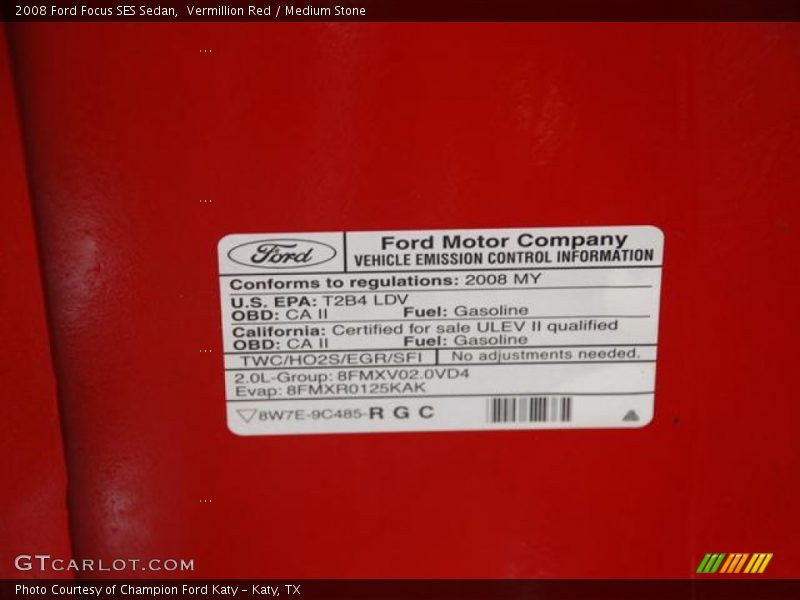 2008 Ford Focus SES Sedan,  Vermillion Red / Medium Stone
Ford
Ford Motor Company
VEHICLE EMISSION CONTROL INFORMATION
Conforms to regulations: 2008 MY
U.S. EPA: T2B4 LDV
OBD: CA II Fuel: Gasoline
California: Certified for sale ULEV II qualified
OBD: CA II Fuel: Gasoline
TWC/HO2S/EGR/SFI No adjustments needed.
2.0L-Group: 8FMXV02.0VD4
Evap: 8FMXR0125KAK
8W7E-9C485-R G C
GTCARLOT.COM
Photo Courtesy of Champion Ford Katy – Katy, TX